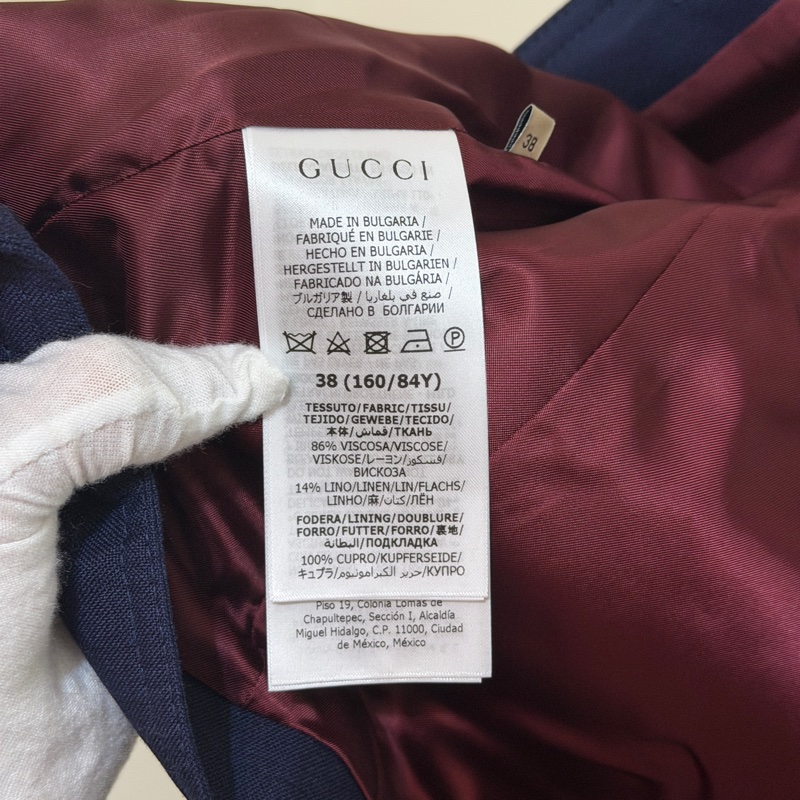 38
GUCCI
MADE IN BULGARIA /
FABRIQUÉ EN BULGARIE /
HECHO EN BULGARIA /
HERGESTELLT IN BULGARIEN /
FABRICADO NA BULGÁRIA /
ブルガリア製 / صنع في بلغاريا /
СДЕЛАНО В БОЛГАРИИ
P
38 (160/84Y)
TESSUTO/FABRIC/TISSU/
TEJIDO/GEWEBE/TECIDO/
本体/قماش/ТКАНЬ
86% VISCOSA/VISCOSE/
VISKOSE/レーヨン/فسكوز/
ВИСКОЗА
14% LINO/LINEN/LIN/FLACHS/
LINHO/麻/كتان/ЛЁН
FODERA/LINING/DOUBLURE/
FORRO/FUTTER/FORRO/裏地/
البطانة/ПОДКЛАДКА
100% CUPRO/KUPFERSEIDE/
キュプラ/حرير الكبرامونيوم/КУПРО
Piso 19, Colonia Lomas de
Chapultepec, Sección I, Alcaldía
Miguel Hidalgo, C.P. 11000, Ciudad
de México, México